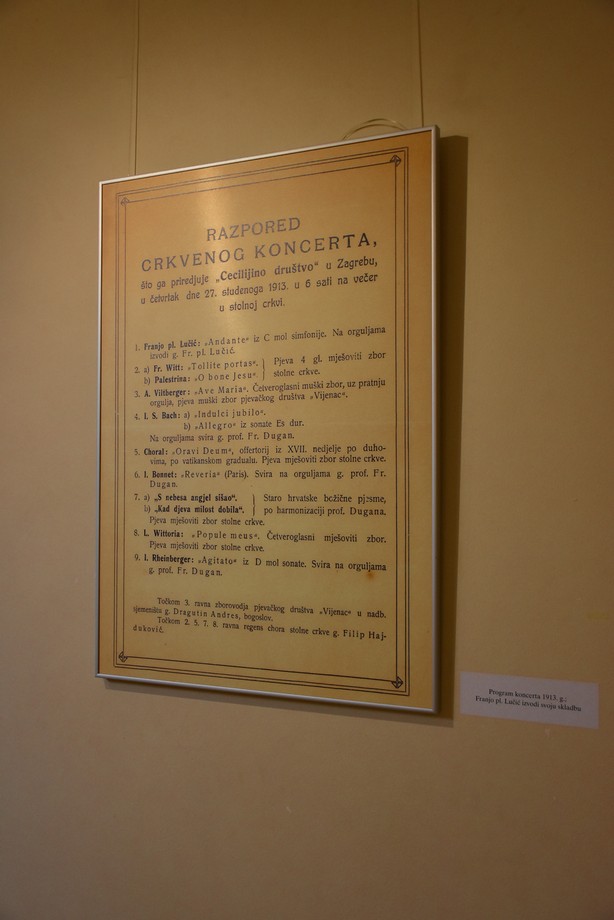 RAZPORED
CRKVENOG KONCERTA,
što ga priredjuje „Cecilijino društvo“ u Zagrebu,
u četvrtak dne 27. studenoga 1913. u 6 sati na večer
u stolnoj crkvi.
1. Franjo pl. Lučić: „Andante“ iz C mol simfonije. Na orguljama
izvodi g. Fr. pl. Lučić.
2. a) Fr. Witt: „Tollite portas“. } Pjeva 4 gl. mješoviti zbor
b) Palestrina: „O bone Jesu“. } stolne crkve.
3. A. Viltberger: „Ave Maria“. Četveroglasni muški zbor, uz pratnju
orgulja, pjeva muški zbor pjevačkog društva „Vijenac“.
4. I. S. Bach: a) „Indulci jubilo“.
b) „Allegro“ iz sonate Es dur.
Na orguljama svira g. prof. Fr. Dugan.
5. Choral: „Oravi Deum“, offertorij iz XVII. nedjelje po duho-
vima, po vatikanskom gradualu. Pjeva mješoviti zbor stolne crkve.
6. I. Bonnet: „Reveria“ (Paris). Svira na orguljama g. prof. Fr.
Dugan.
7. a) „S nebesa angjel sišao“. } Staro hrvatske božićne pjesme,
b) „Kad djeva milost dobila“. } po harmonizaciji prof. Dugana.
Pjeva mješoviti zbor stolne crkve.
8. L. Wittoria: „Popule meus“. Četveroglasni mješoviti zbor.
Pjeva mješoviti zbor stolne crkve.
9. I. Rheinberger: „Agitato“ iz D mol sonate. Svira na orguljama
g. prof. Fr. Dugan.
Točkom 3. ravna zborovodja pjevačkog društva „Vijenac“ u nadb.
sjemeništu g. Dragutin Andres, bogoslov.
Točkom 2. 5. 7. 8. ravna regens chora stolne crkve g. Filip Haj-
duković.
Program koncerta 1913. g.:
Franjo pl. Lučić izvodi svoju skladbu